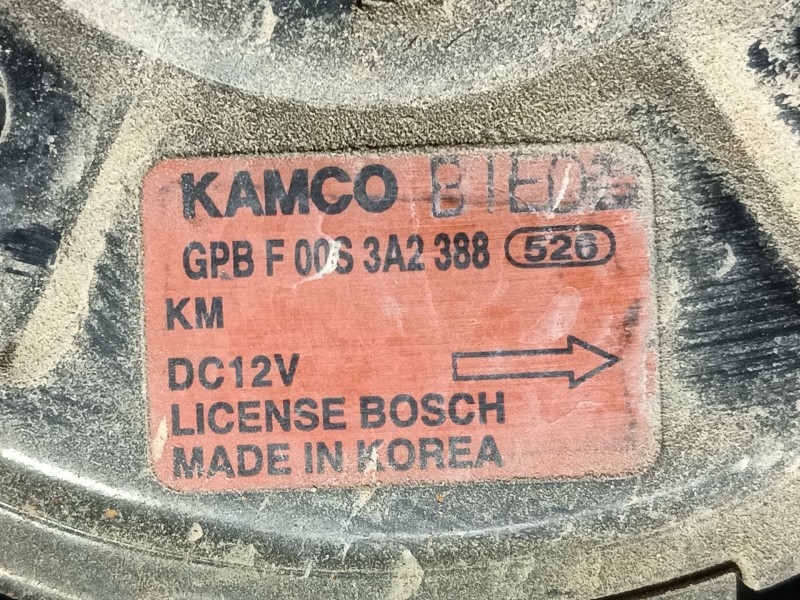 KAMCO
GPB F 00S 3A2 388 526
KM
DC12V
LICENSE BOSCH
MADE IN KOREA